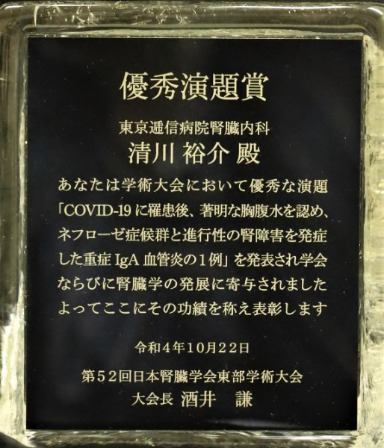 優秀演題賞
東京逓信病院腎臓内科
清川 裕介 殿
あなたは学術大会において優秀な演題
「COVID-19に罹患後、著明な胸腹水を認め、
ネフローゼ症候群と進行性の腎障害を発症
した重症IgA血管炎の1例」を発表され学会
ならびに腎臓学の発展に寄与されました
よってここにその功績を称え表彰します
令和4年10月22日
第52回日本腎臓学会東部学術大会
大会長 酒井 謙